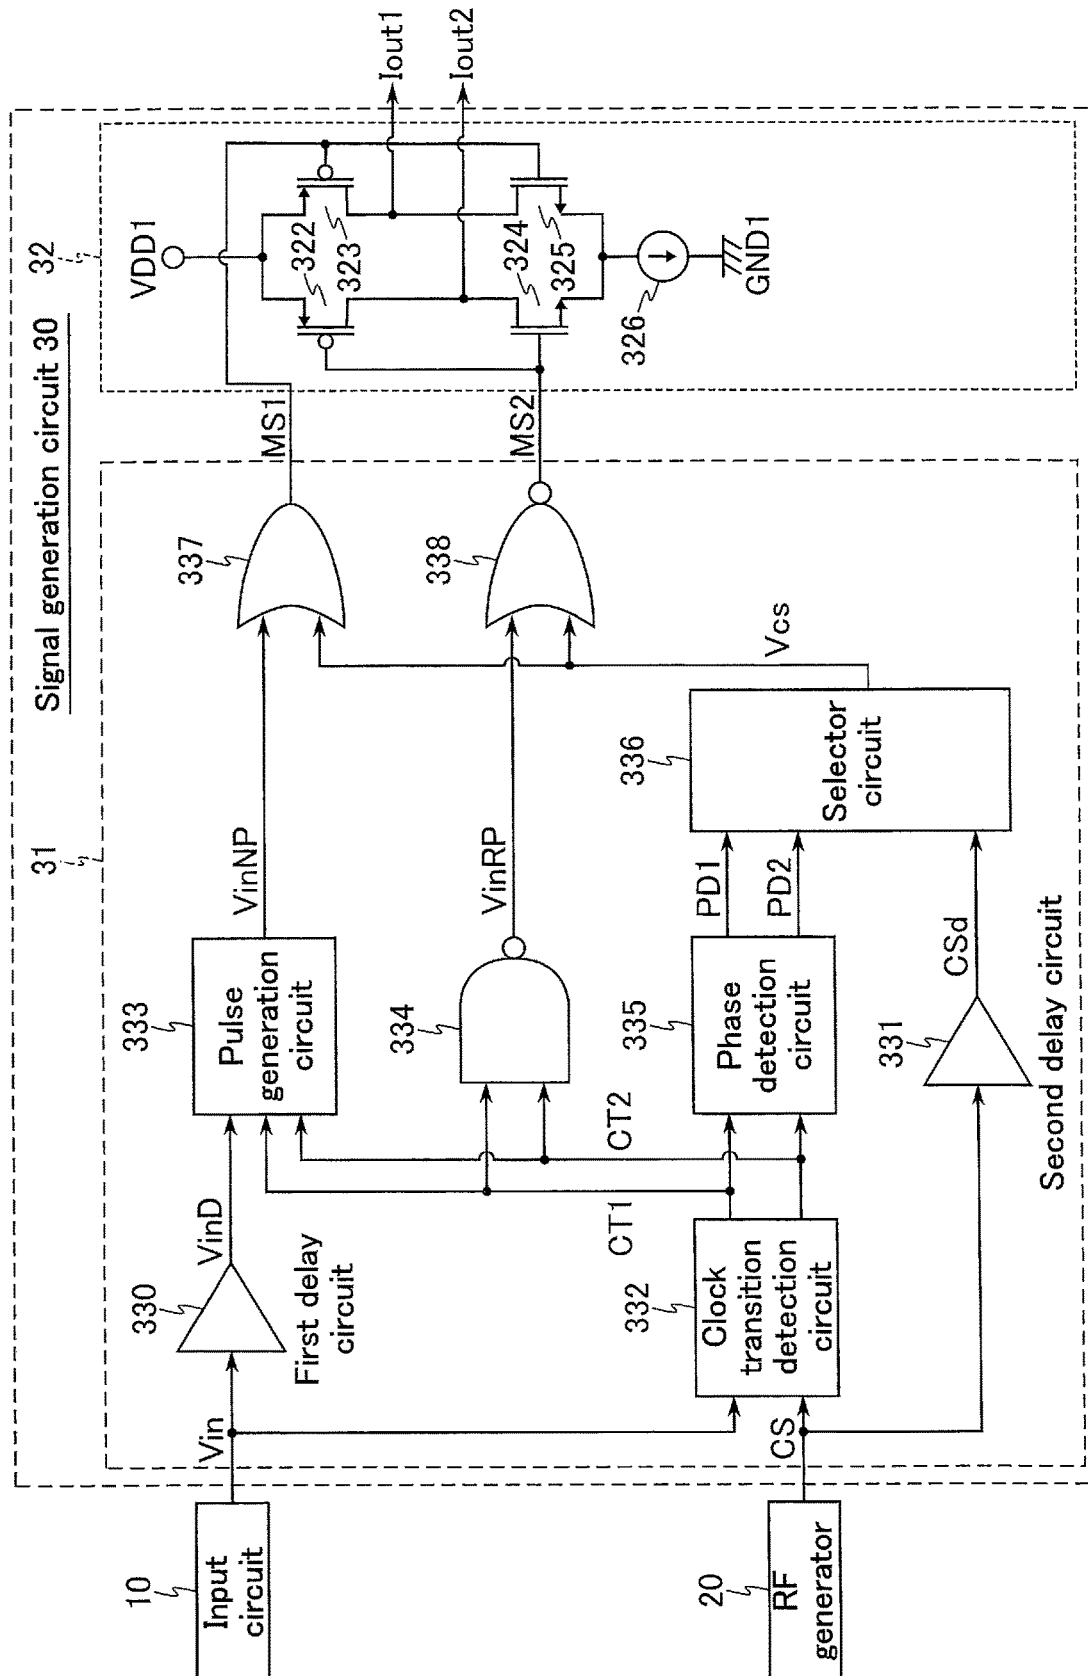 Signal generation circuit 30
31
32
10
Input
circuit
Vin
330
VinD
First delay
circuit
333
Pulse
generation
circuit
VinNP
337
MS1
VDD1
322
323
324
325
326
GND1
Iout1
Iout2
334
VinRP
338
MS2
CT1
CT2
332
Clock
transition
detection
circuit
335
Phase
detection
circuit
PD1
PD2
336
Selector
circuit
Vcs
20
RF
generator
CS
331
CSd
Second delay circuit